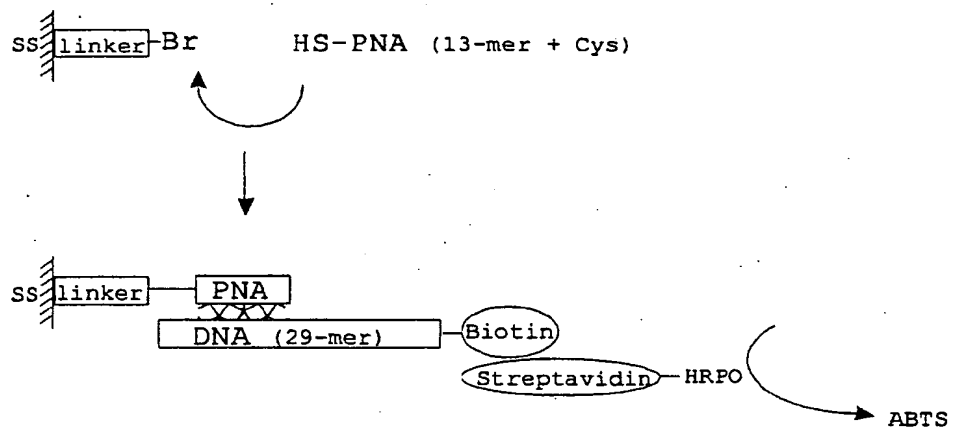 SS linker Br HS-PNA (13-mer + Cys)
SS linker PNA
DNA (29-mer) Biotin
Streptavidin HRPO
ABTS